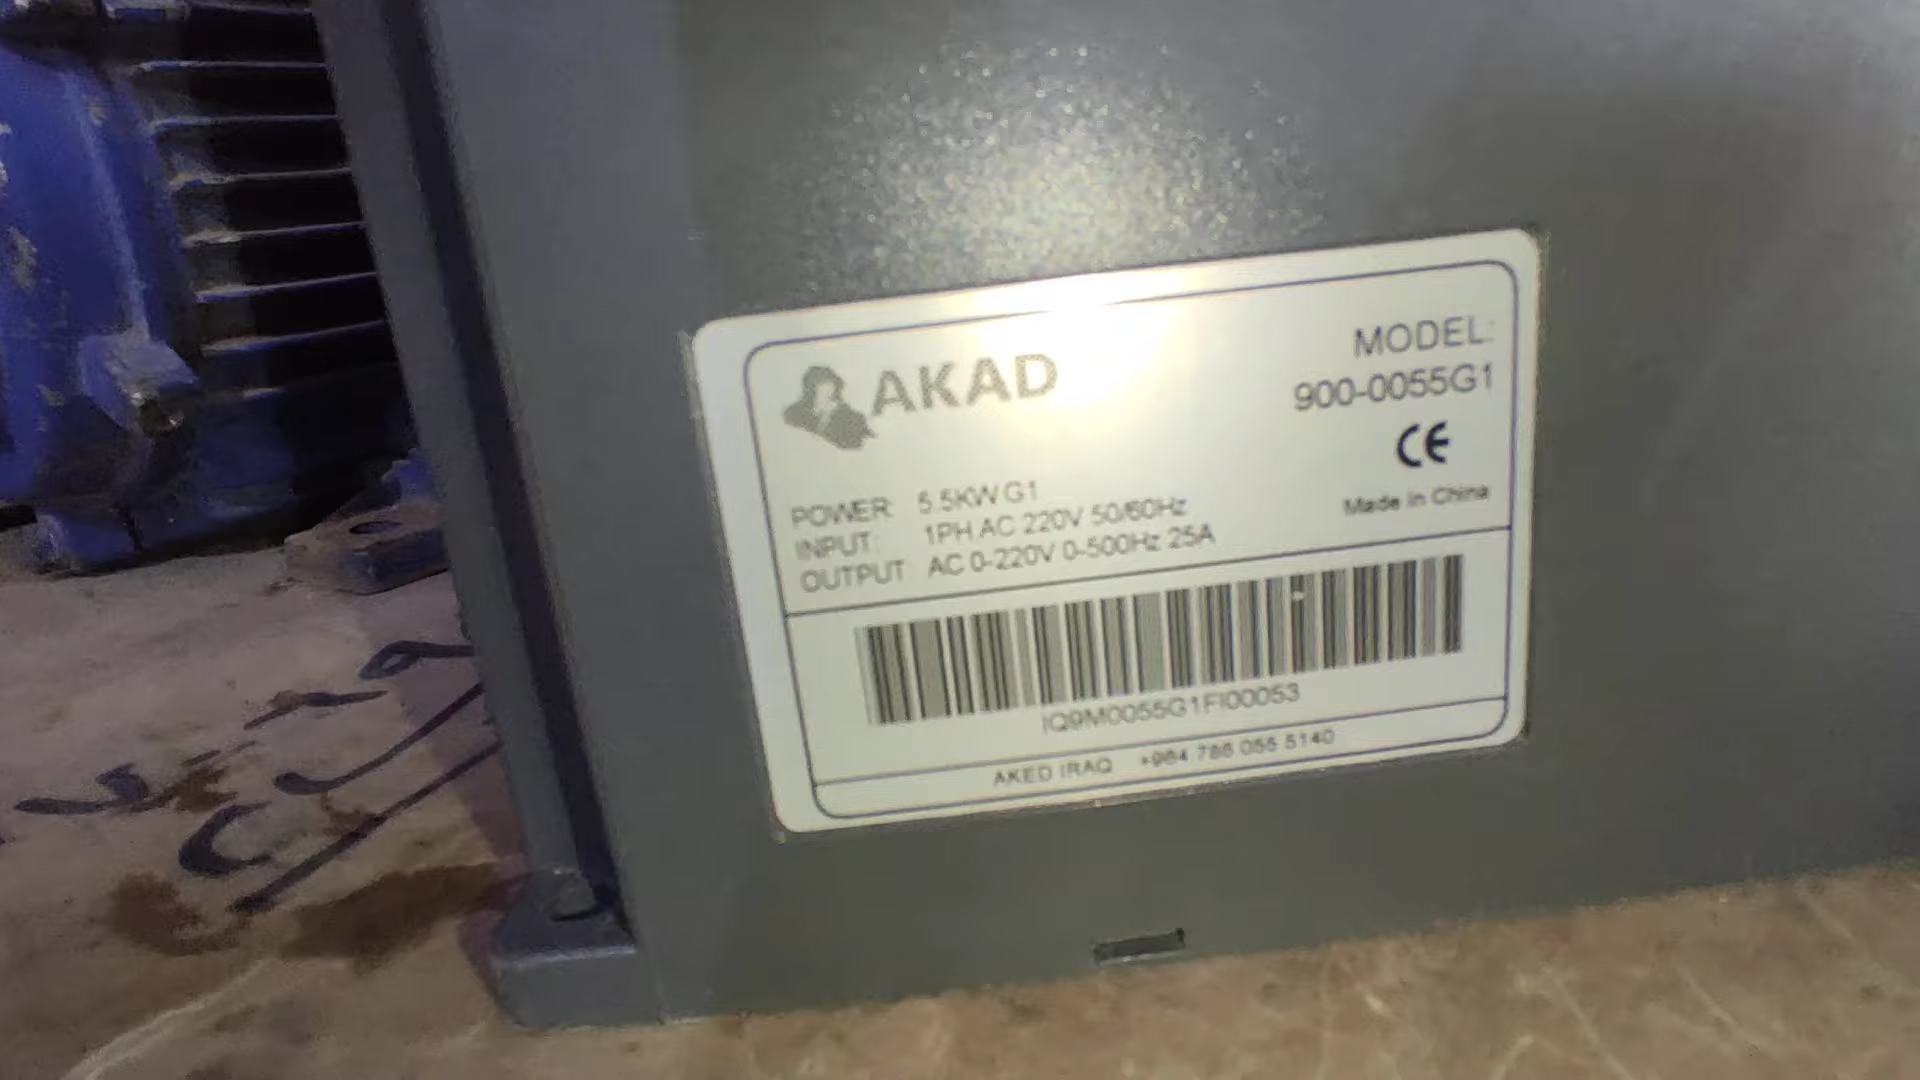 AKAD
MODEL:
900-0055G1
CE
Made in China
POWER: 5.5KW G1
INPUT: 1PH AC 220V 50/60Hz
OUTPUT: AC 0-220V 0-500Hz 25A
IQ9M0055G1FI00053
AKED IRAQ +964 786 055 5140